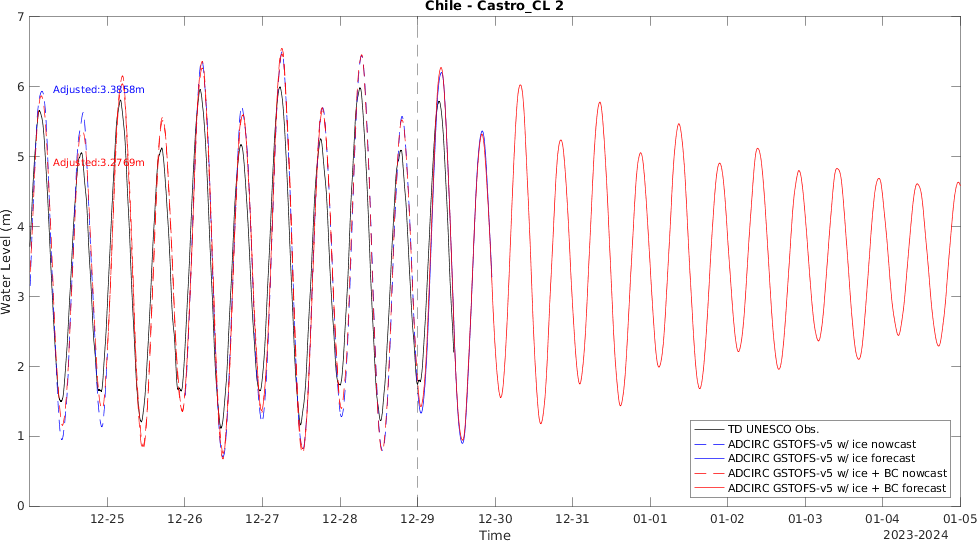 Chile - Castro_CL 2
7
6
5
4
3
2
1
0
Water Level (m)
Adjusted:3.3858m
Adjusted:3.2769m
TD UNESCO Obs.
ADCIRC GSTOFS-v5 w/ ice nowcast
ADCIRC GSTOFS-v5 w/ ice forecast
ADCIRC GSTOFS-v5 w/ ice + BC nowcast
ADCIRC GSTOFS-v5 w/ ice + BC forecast
12-25 12-26 12-27 12-28 12-29 12-30 12-31 01-01 01-02 01-03 01-04 01-05
Time
2023-2024